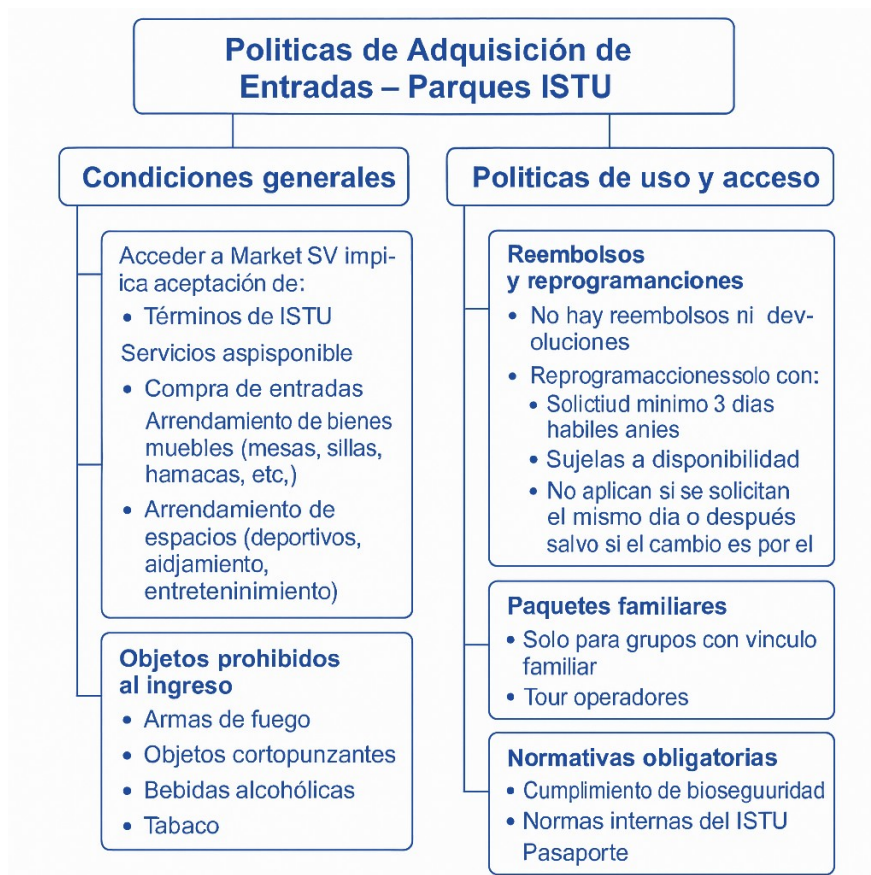 Politicas de Adquisición de
Entradas – Parques ISTU
Condiciones generales
Acceder a Market SV impi-
ica aceptación de:
• Términos de ISTU
Servicios aspisponible
• Compra de entradas
Arrendamiento de bienes
muebles (mesas, sillas,
hamacas, etc,)
• Arrendamiento de
espacios (deportivos,
aidjamiento,
entreteninimiento)
Objetos prohibidos
al ingreso
• Armas de fuego
• Objetos cortopunzantes
• Bebidas alcohólicas
• Tabaco
Politicas de uso y acceso
Reembolsos
y reprogramanciones
• No hay reembolsos ni dev-
oluciones
• Reprogramaccionessolo con:
• Solictiud minimo 3 dias
habiles anies
• Sujelas a disponibilidad
• No aplican si se solicitan
el mismo dia o después
salvo si el cambio es por el
Paquetes familiares
• Solo para grupos con vinculo
familiar
• Tour operadores
Normativas obligatorias
• Cumplimiento de bioseguuridad
• Normas internas del ISTU
Pasaporte